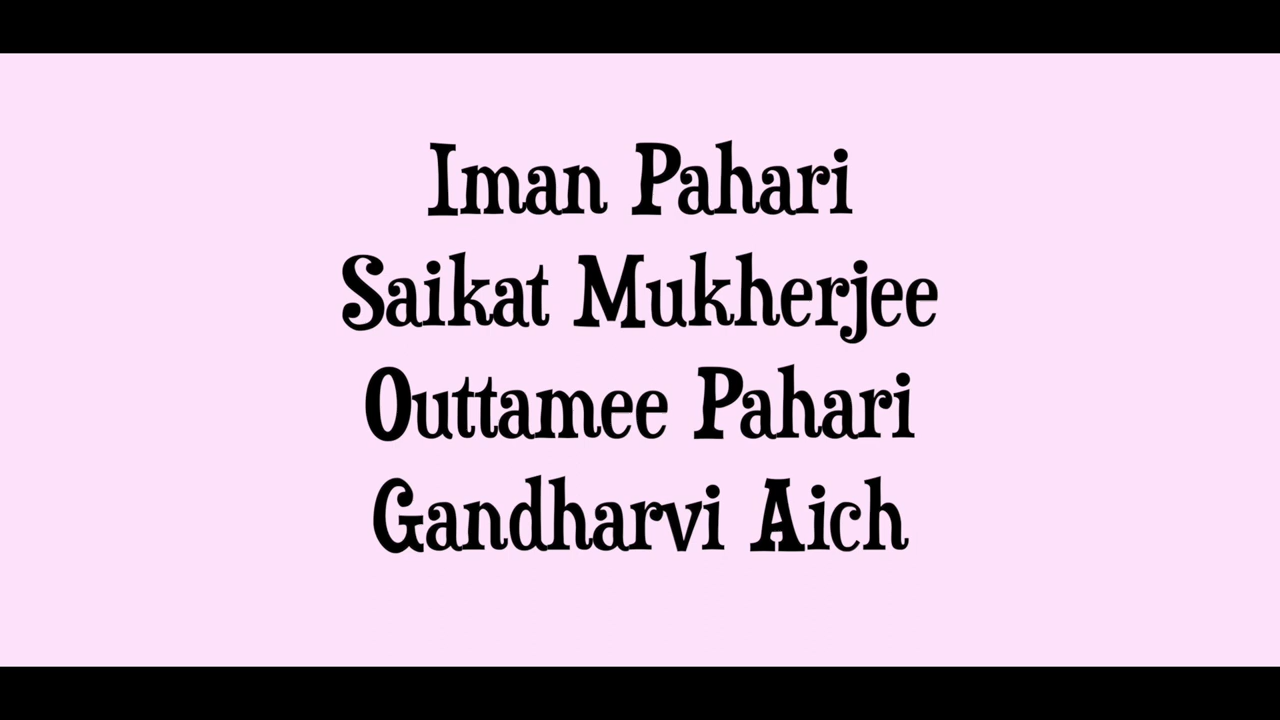 Iman Pahari
Saikat Mukherjee
Outtamee Pahari
Gandharvi Aich